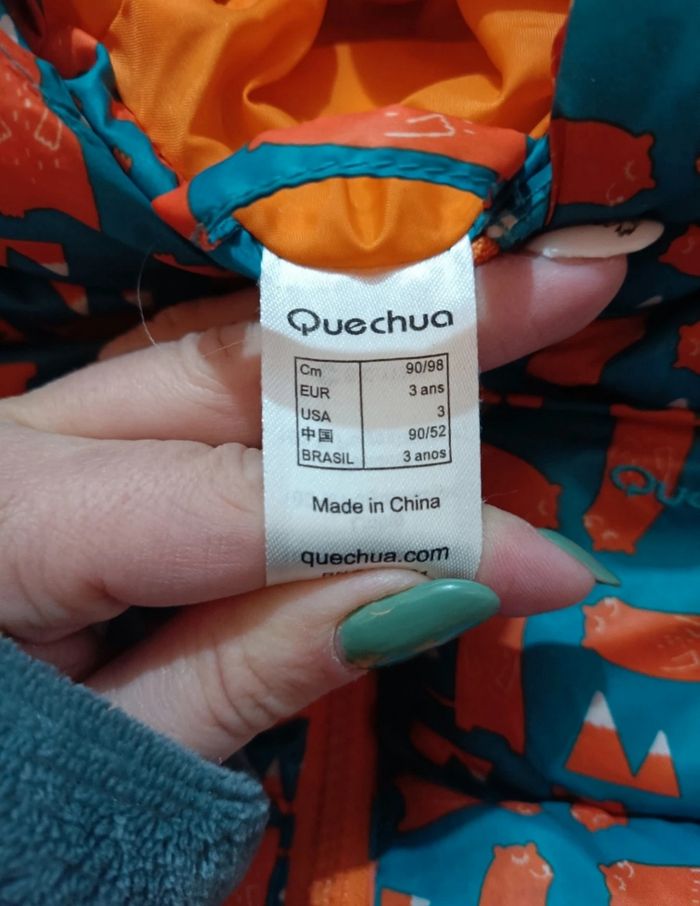 Quechua
Cm 90/98
EUR 3 ans
USA 3
中国 90/52
BRASIL 3 anos
Made in China
quechua.com
Quec